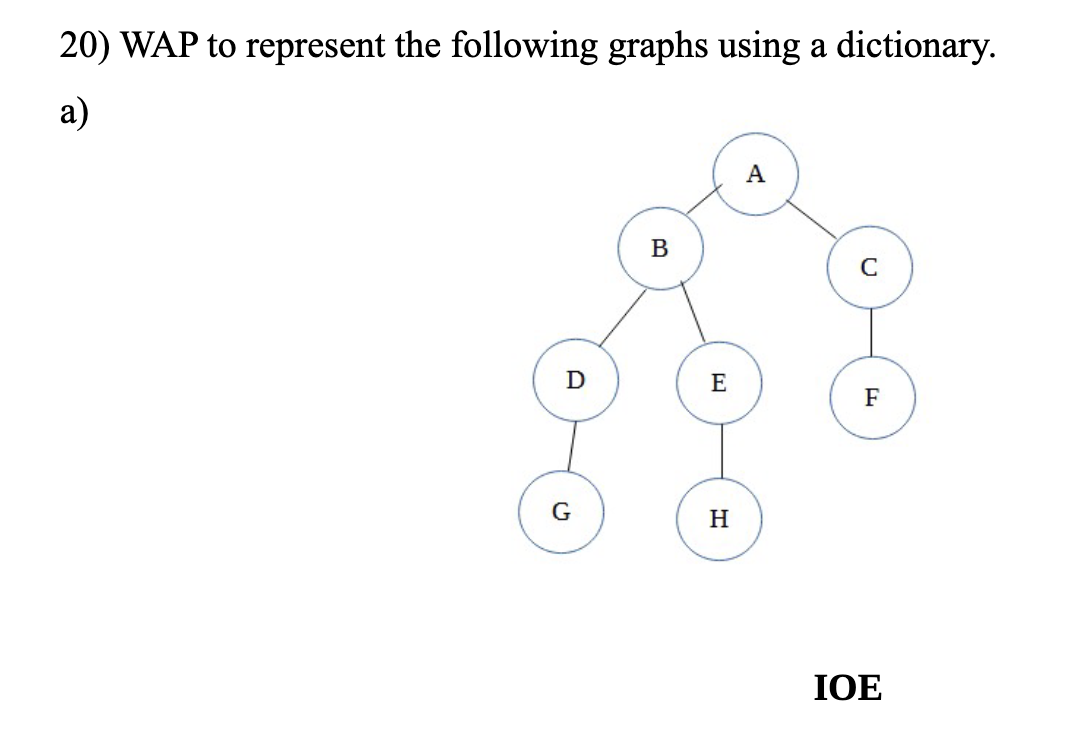 20) WAP to represent the following graphs using a dictionary.
a)
A
B
C
D
E
F
G
H
IOE